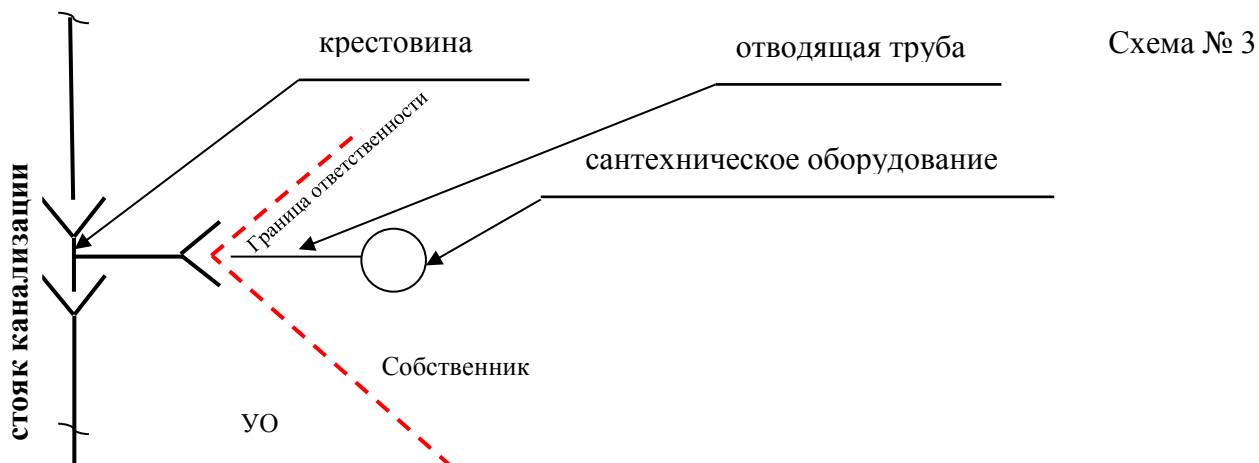 крестовина
отводящая труба
Схема № 3
Граница ответственности
сантехническое оборудование
стояк канализации
Собственник
УО